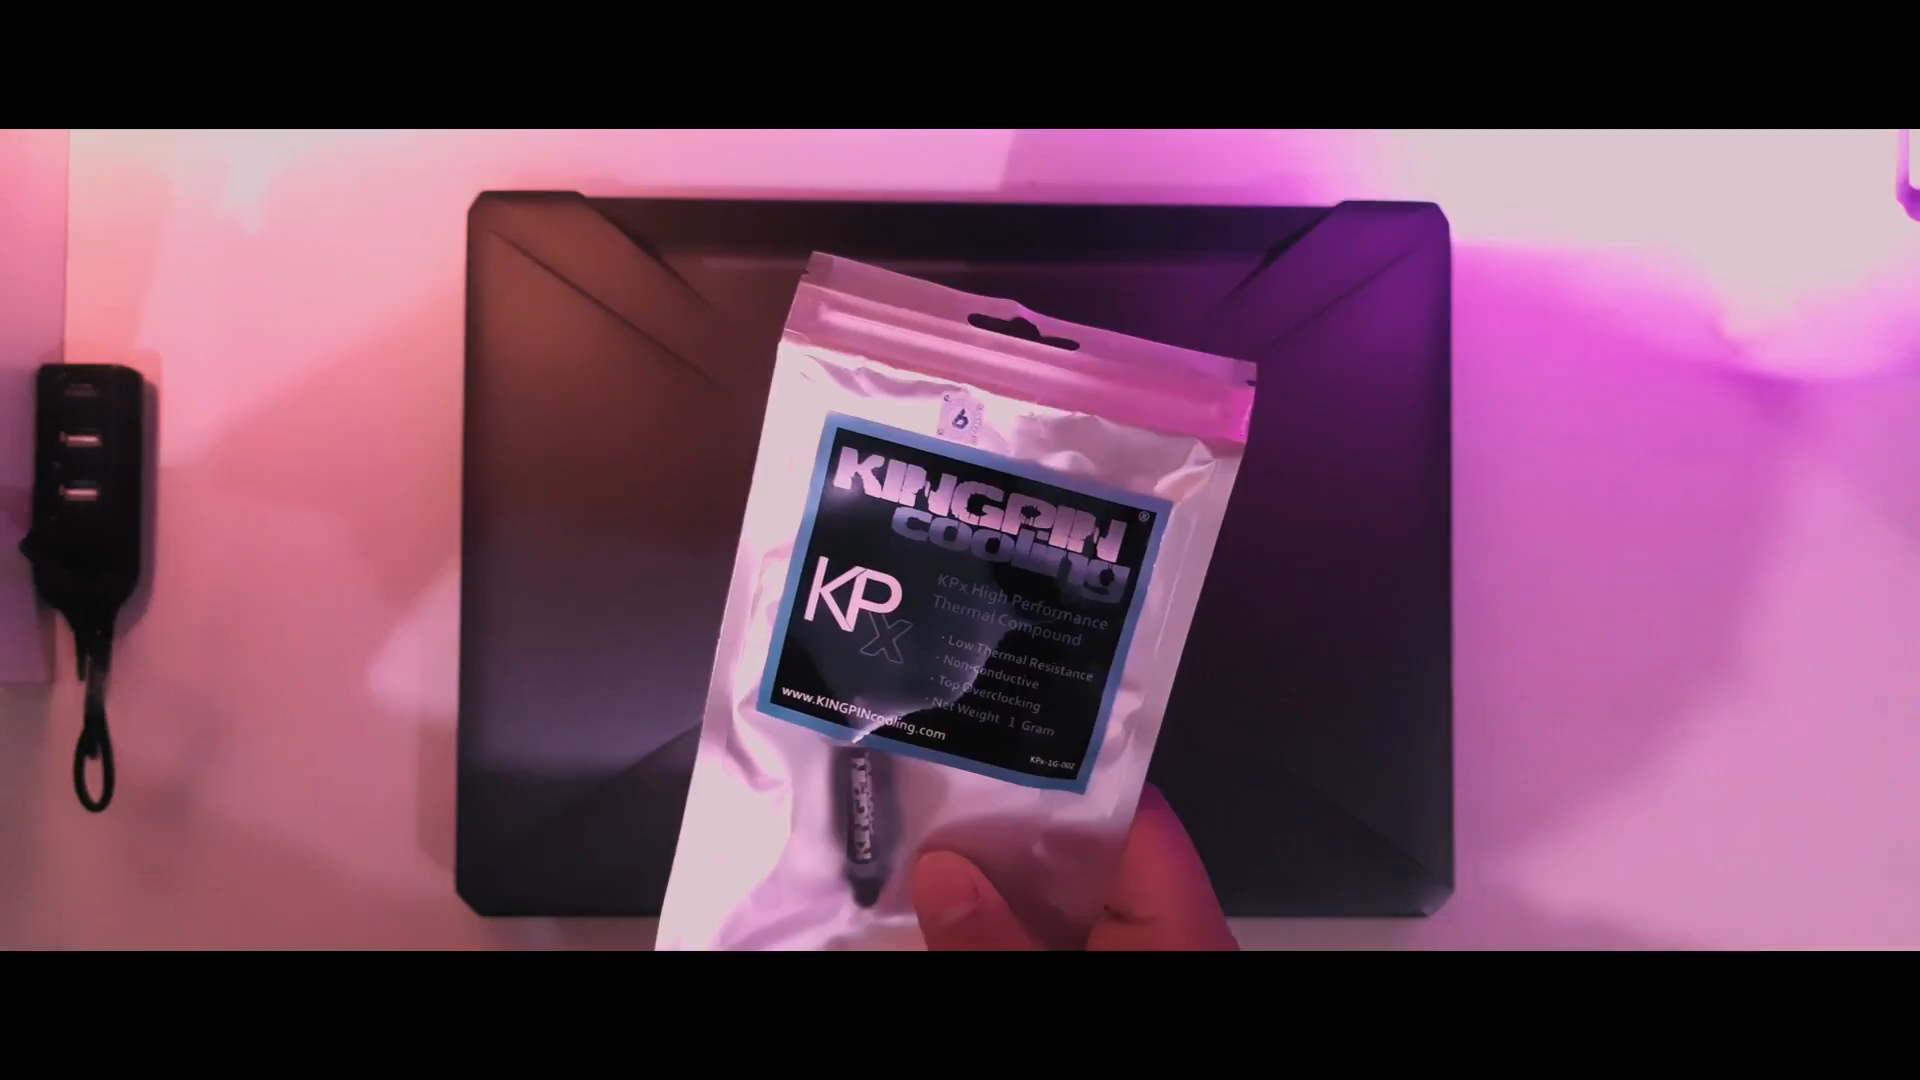 KINGPIN®
cooling
KPx
KPx High Performance
Thermal Compound
· Low Thermal Resistance
· Non-conductive
· Top Overclocking
· Net Weight 1 Gram
www.KINGPINcooling.com
KPx-1G-002
KINGPIN